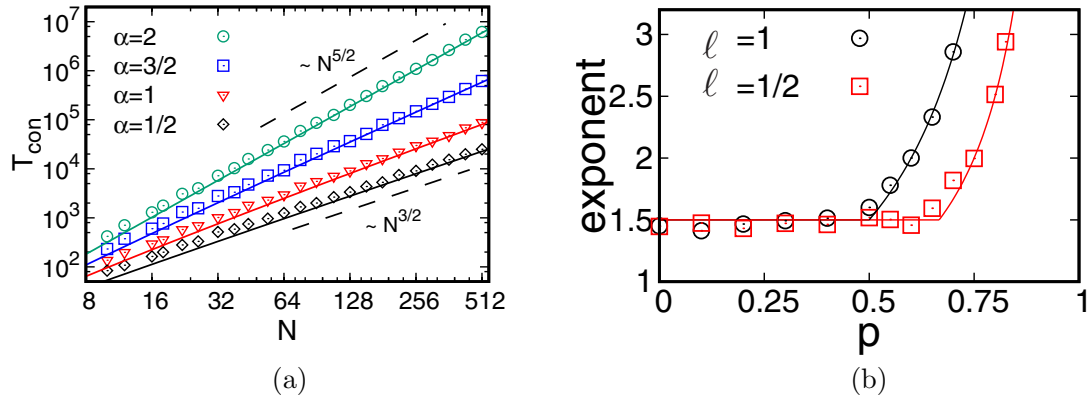 10^7
10^6
10^5
10^4
10^3
10^2
T_con
α=2
α=3/2
α=1
α=1/2
~ N^{5/2}
~ N^{3/2}
8 16 32 64 128 256 512
N
(a)
3
2.5
2
1.5
1
exponent
ℓ =1
ℓ =1/2
0 0.25 0.5 0.75 1
p
(b)